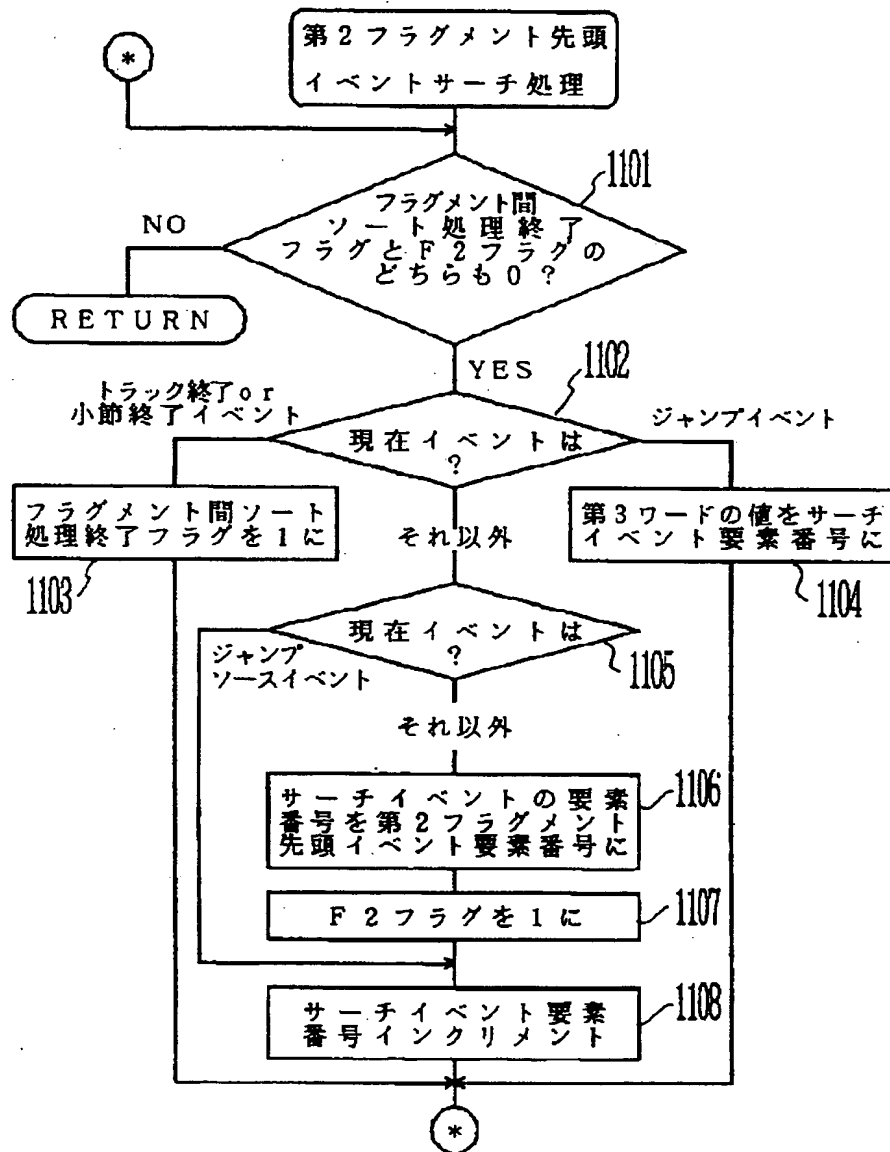 *
第2フラグメント先頭
イベントサーチ処理
1101
フラグメント間
ソート処理終了
フラグとF2フラグの
どちらも0?
NO
RETURN
YES
1102
トラック終了or
小節終了イベント
現在イベントは
?
ジャンプイベント
フラグメント間ソート
処理終了フラグを1に
1103
それ以外
第3ワードの値をサーチ
イベント要素番号に
1104
現在イベントは
?
1105
ジャンプ
ソースイベント
それ以外
サーチイベントの要素
番号を第2フラグメント
先頭イベント要素番号に
1106
F2フラグを1に
1107
サーチイベント要素
番号インクリメント
1108
*